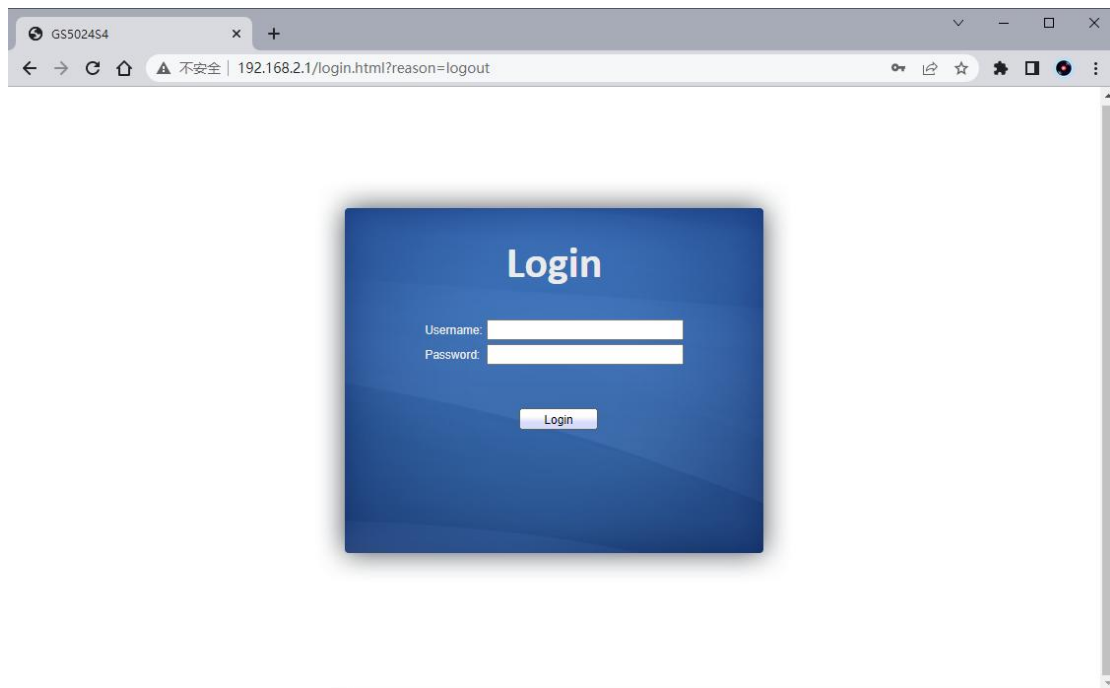 GS5024S4
不安全 | 192.168.2.1/login.html?reason=logout
Login
Username:
Password:
Login